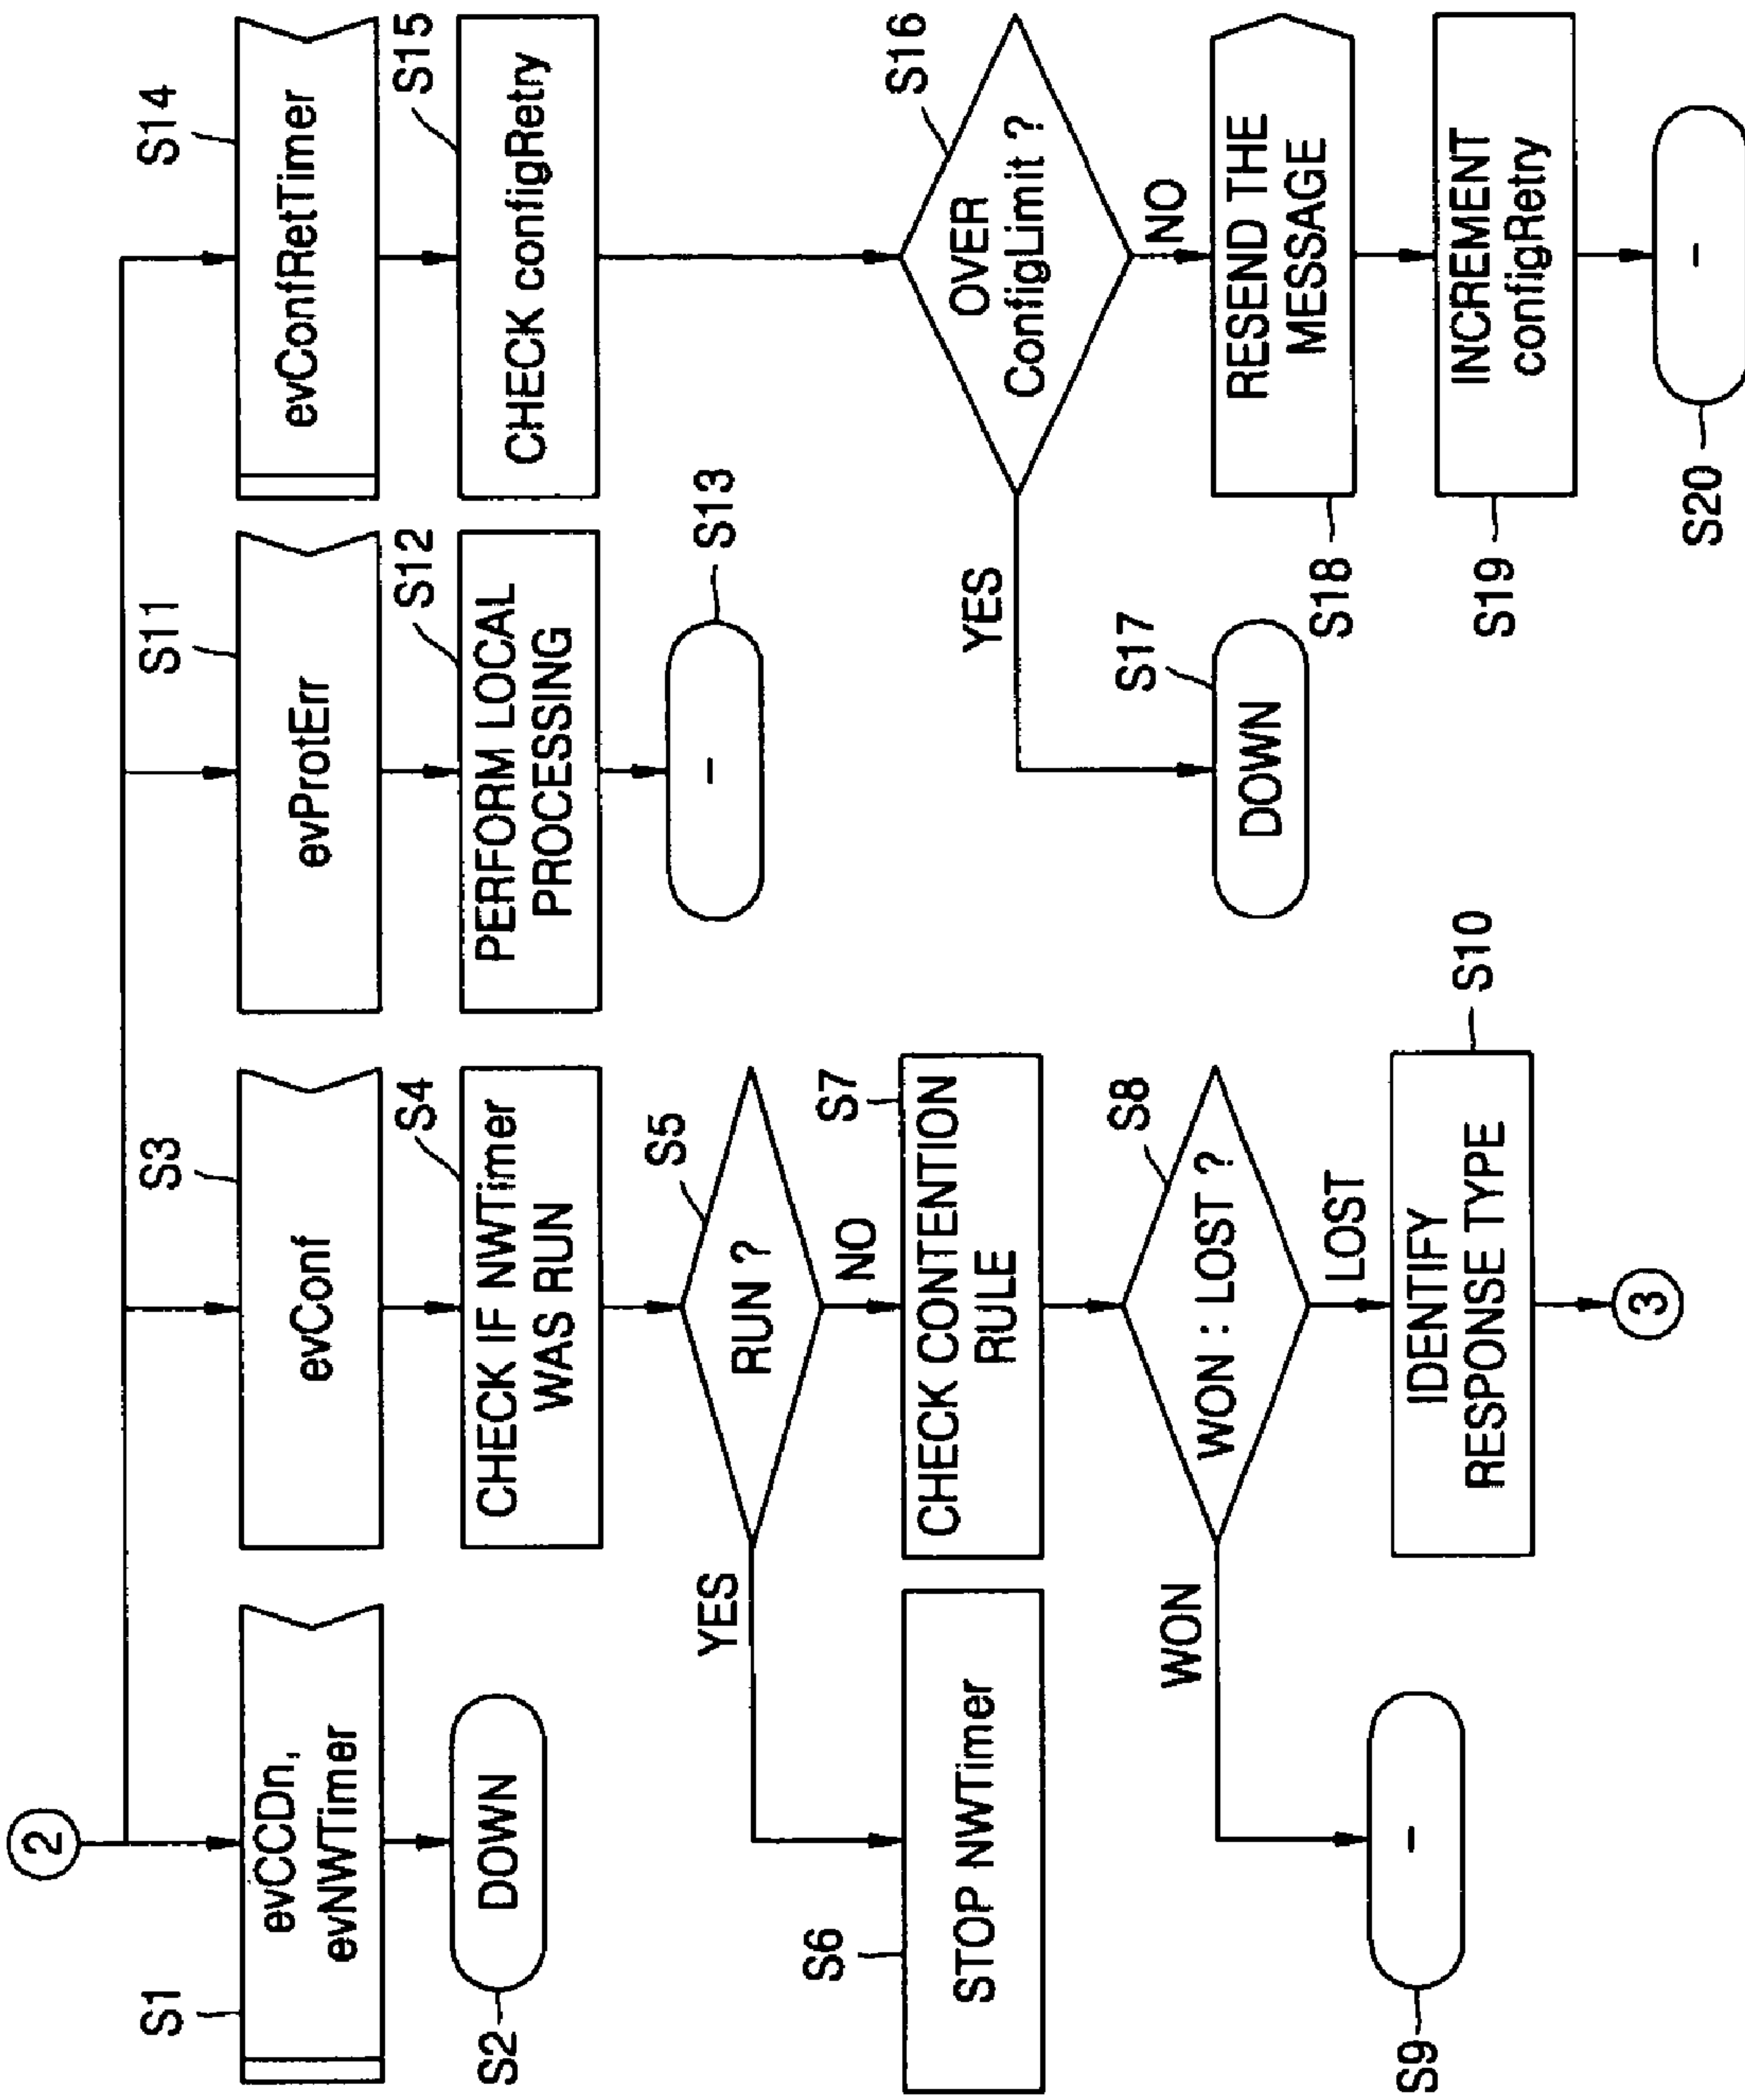 2
S1
evCCDn,
evNWTimer
S2
DOWN
S3
evConf
S4
CHECK IF NWTimer
WAS RUN
S5
RUN ?
YES
NO
S6
STOP NWTimer
S7
CHECK CONTENTION
RULE
S8
WON : LOST ?
WON
LOST
S9
-
S10
IDENTIFY
RESPONSE TYPE
3
S11
evProtErr
S12
PERFORM LOCAL
PROCESSING
S13
-
S14
evConfRetTimer
S15
CHECK configRetry
S16
OVER
ConfigLimit ?
YES
NO
S17
DOWN
S18
RESEND THE
MESSAGE
S19
INCREMENT
configRetry
S20
-